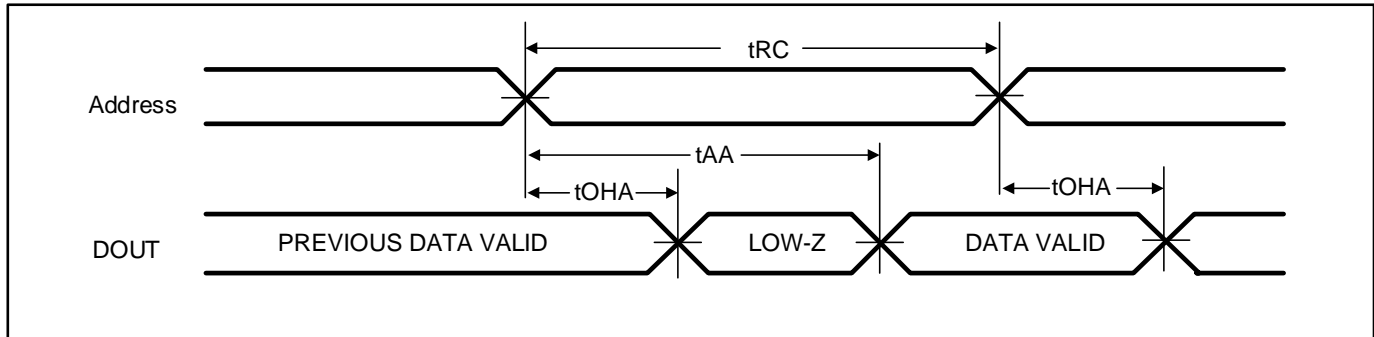 tRC
Address
tAA
tOHA
tOHA
DOUT
PREVIOUS DATA VALID
LOW-Z
DATA VALID